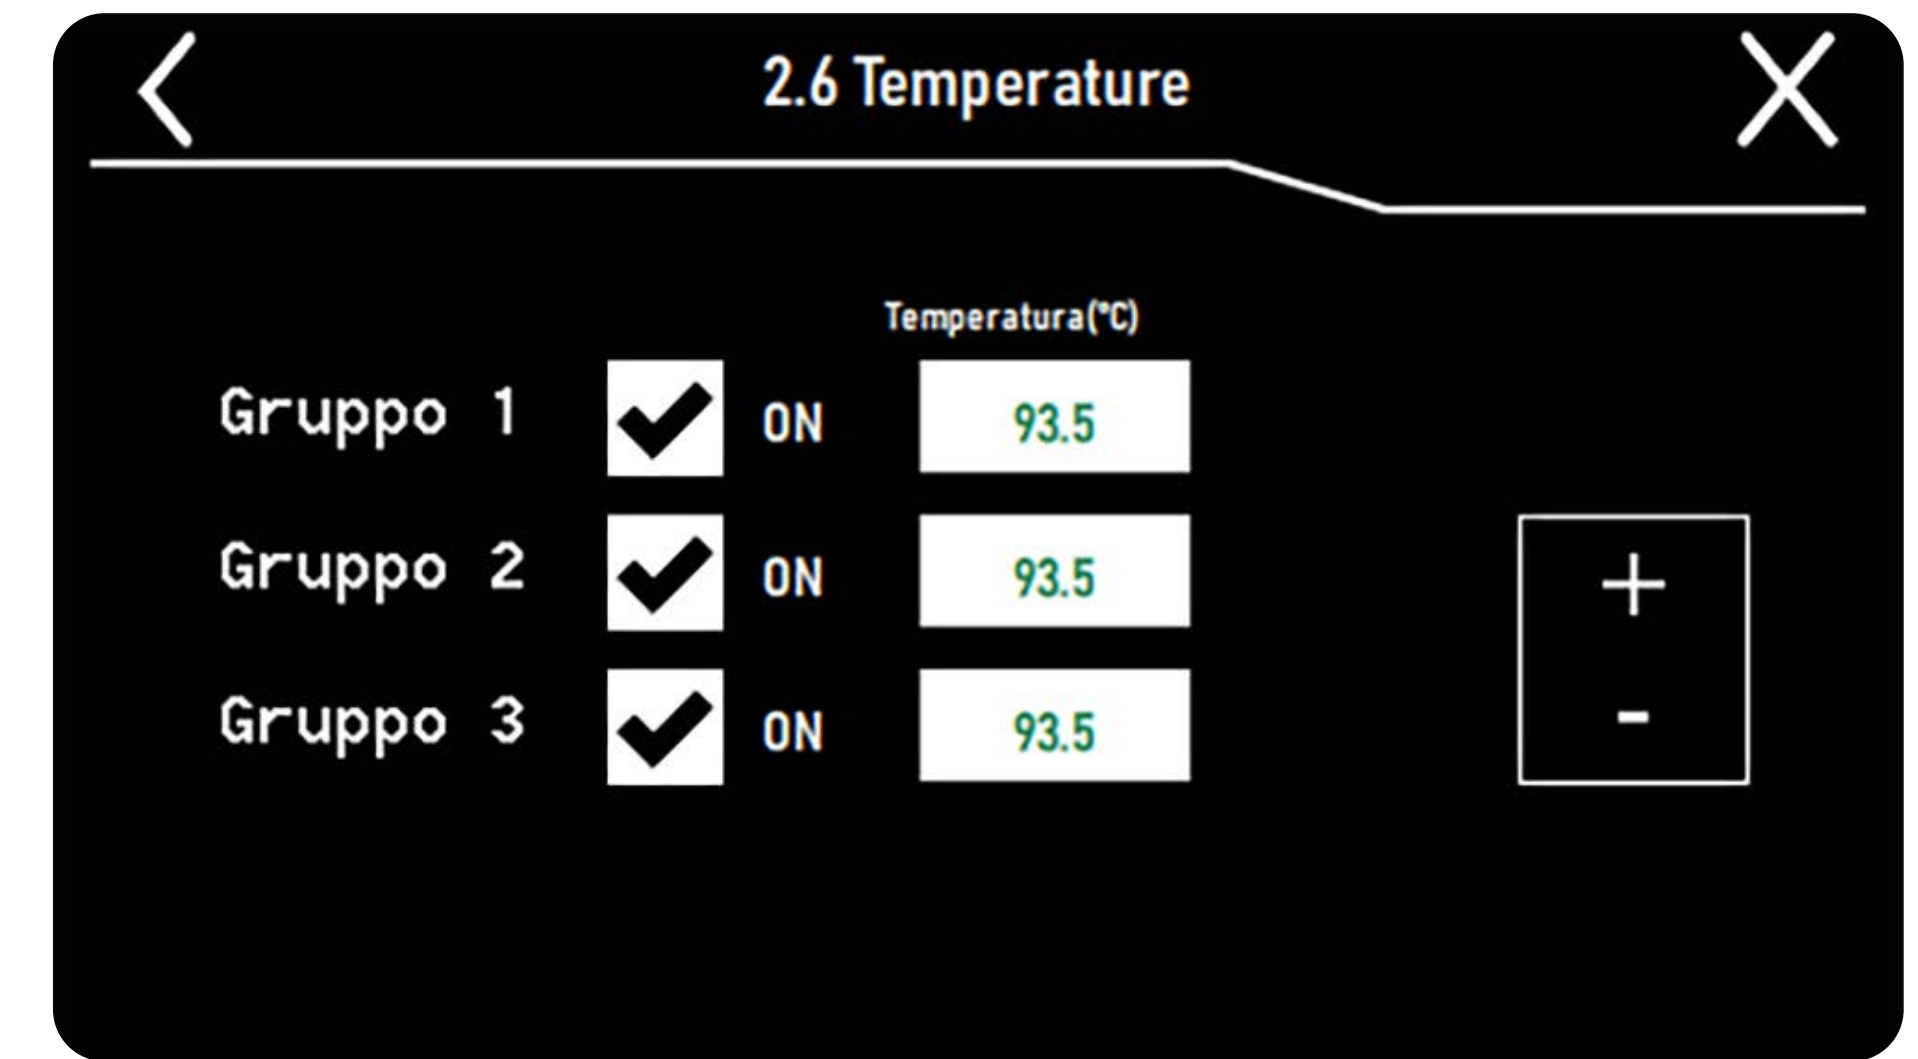 2.6 Temperature
Temperatura(°C)
Gruppo 1 ON 93.5
Gruppo 2 ON 93.5
Gruppo 3 ON 93.5
+
-